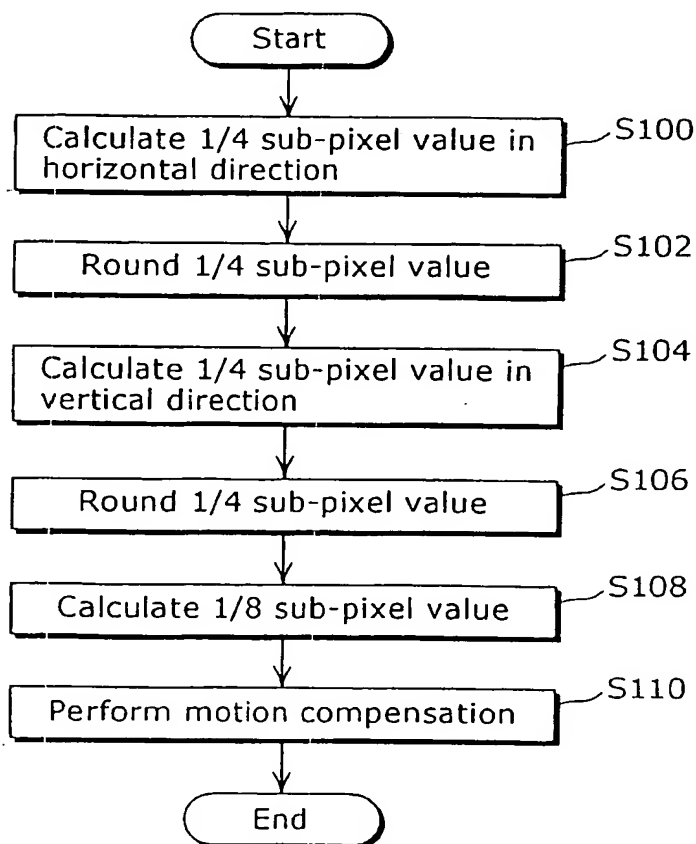 Start
Calculate 1/4 sub-pixel value in
horizontal direction
S100
Round 1/4 sub-pixel value
S102
Calculate 1/4 sub-pixel value in
vertical direction
S104
Round 1/4 sub-pixel value
S106
Calculate 1/8 sub-pixel value
S108
Perform motion compensation
S110
End